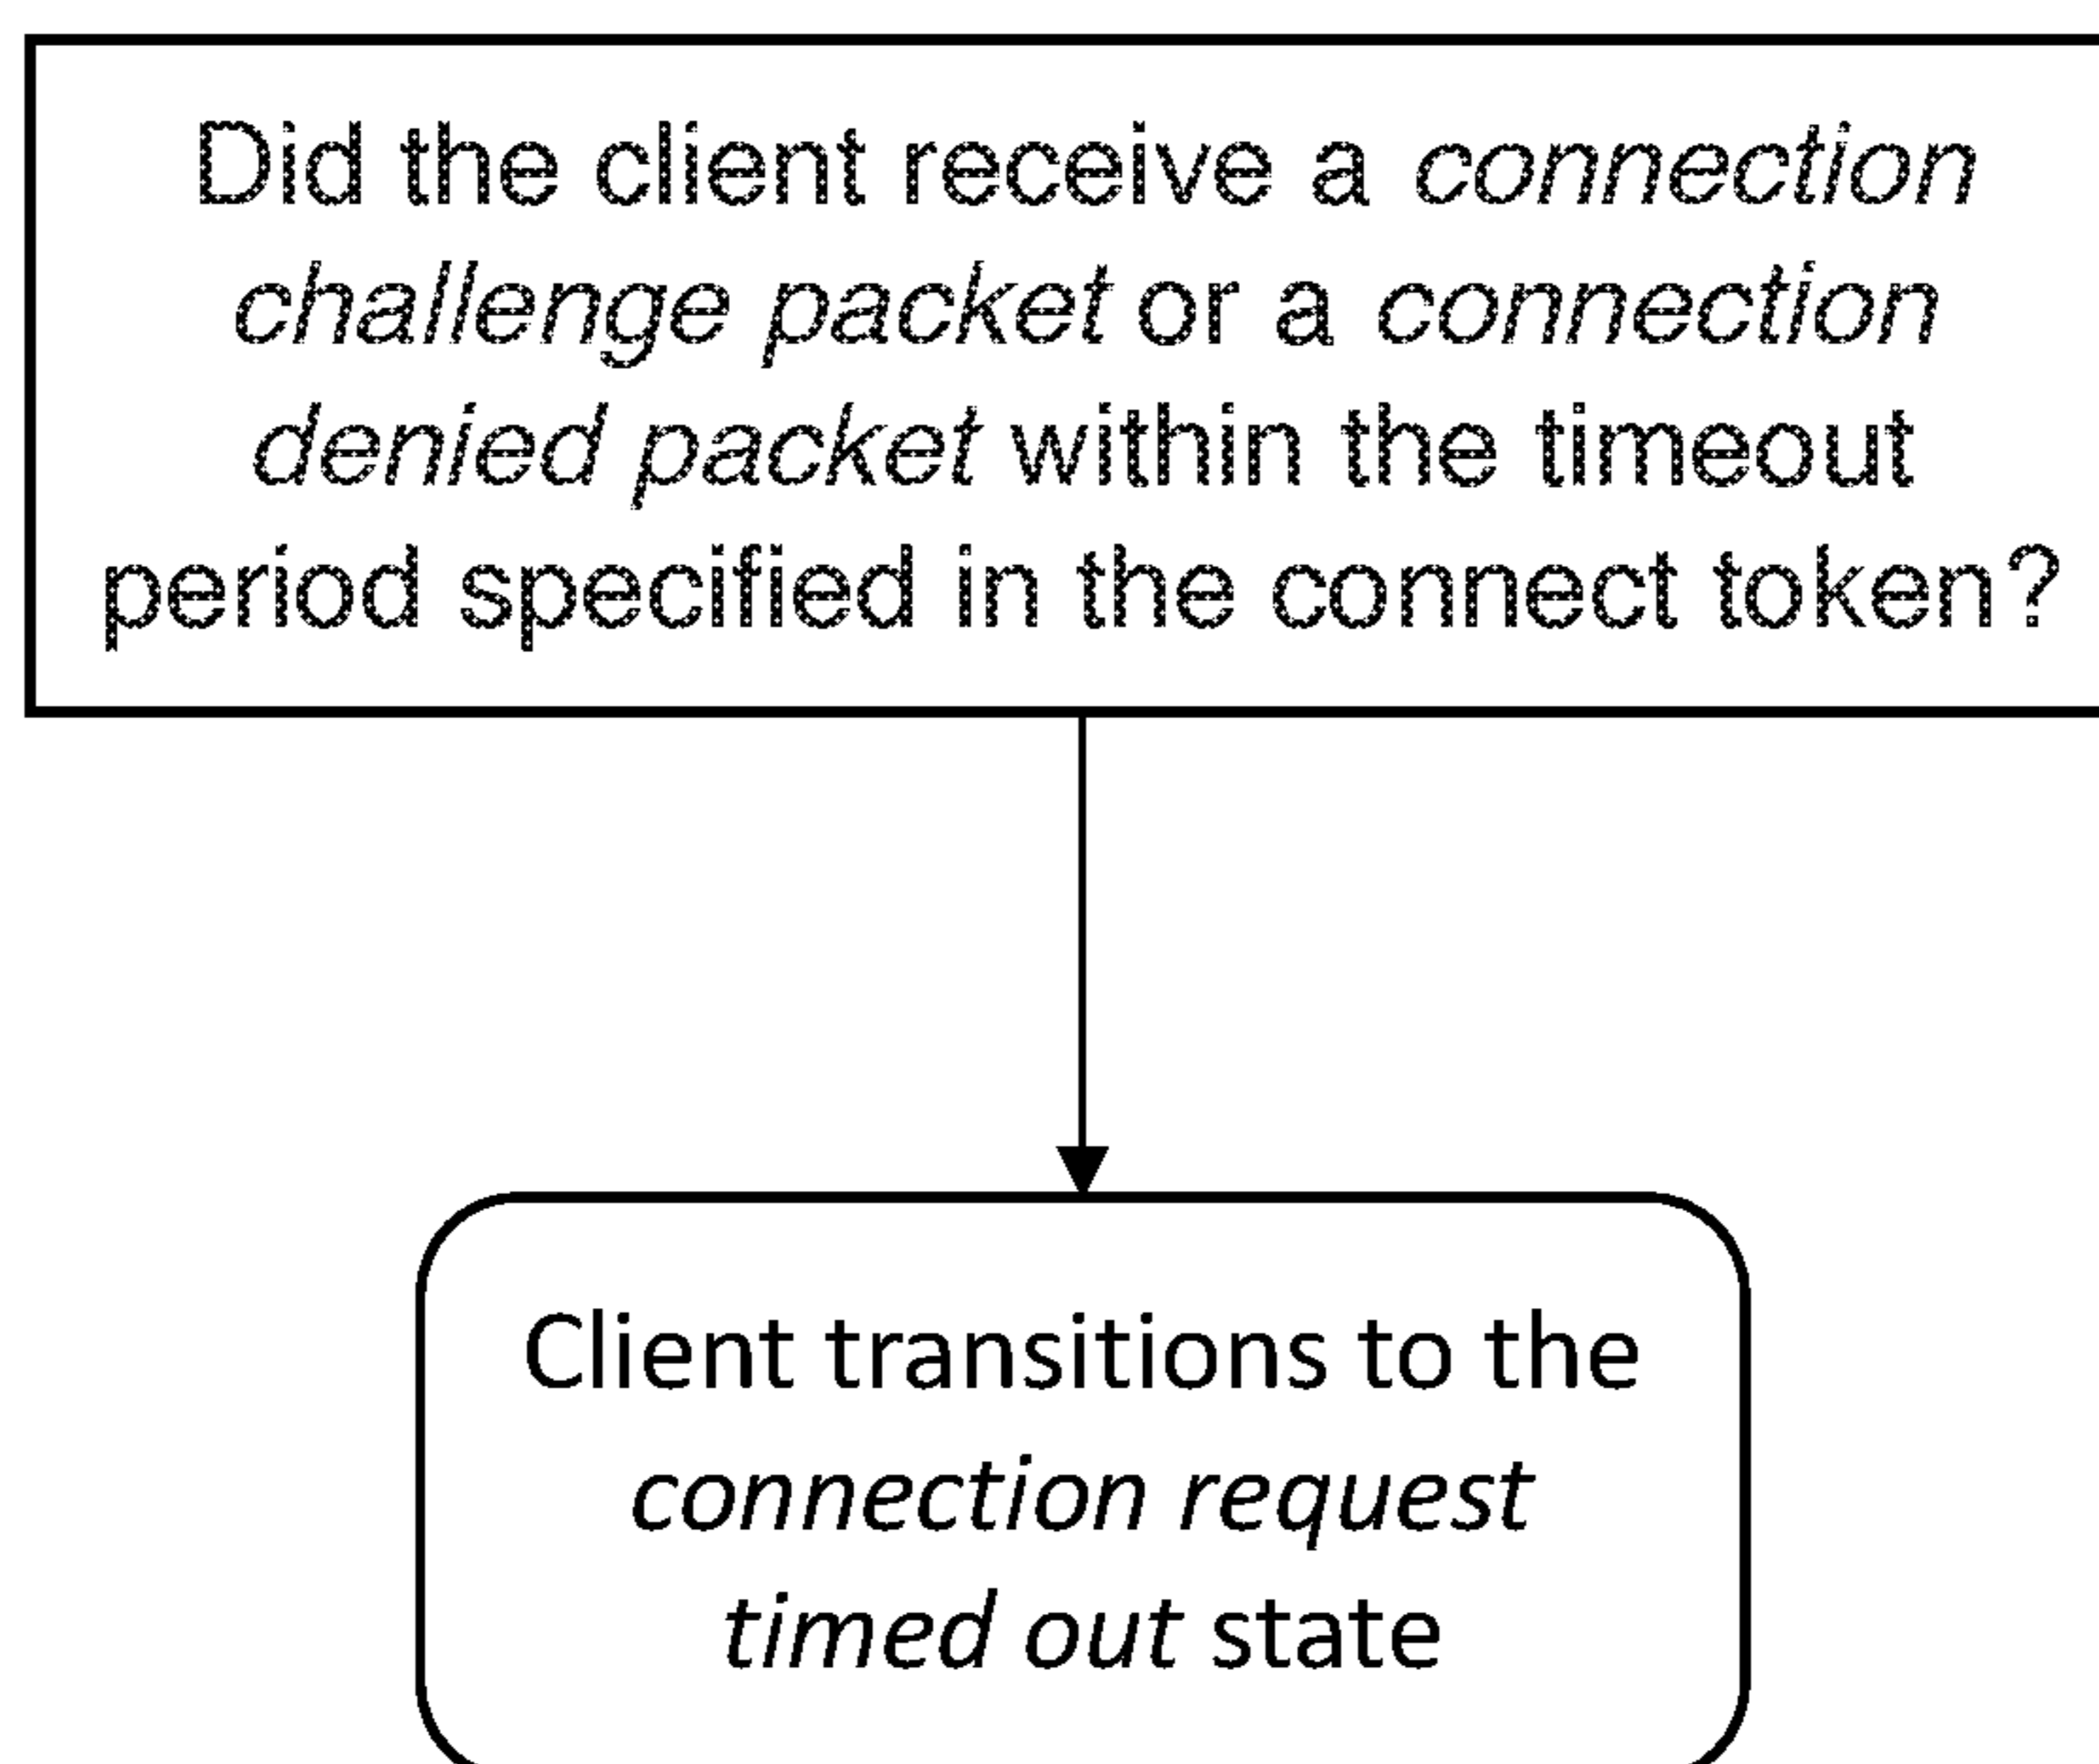 Did the client receive a connection
challenge packet or a connection
denied packet within the timeout
period specified in the connect token?
Client transitions to the
connection request
timed out state